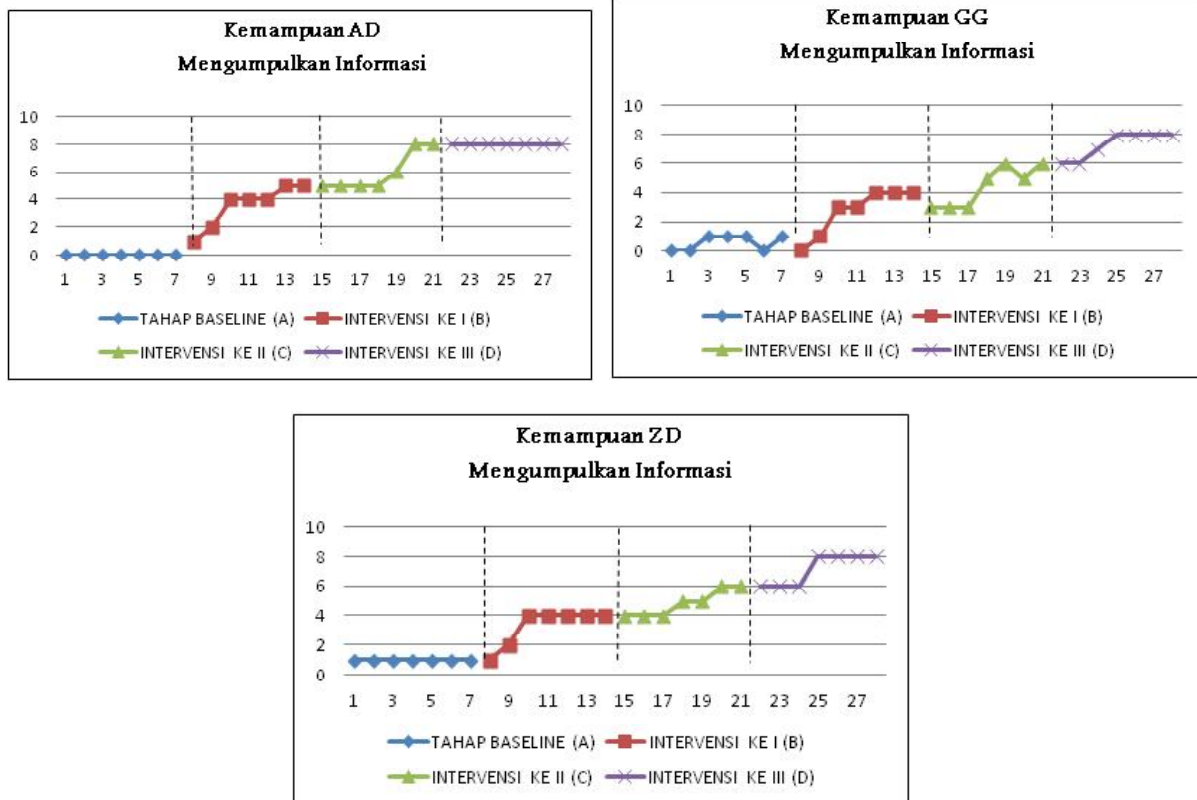 Kemampuan AD
Mengumpulkan Informasi
10
8
6
4
2
0
1 3 5 7 9 11 13 15 17 19 21 23 25 27
TAHAP BASELINE (A) INTERVENSI KE I (B)
INTERVENSI KE II (C) INTERVENSI KE III (D)
Kemampuan GG
Mengumpulkan Informasi
10
8
6
4
2
0
1 3 5 7 9 11 13 15 17 19 21 23 25 27
TAHAP BASELINE (A) INTERVENSI KE I (B)
INTERVENSI KE II (C) INTERVENSI KE III (D)
Kemampuan ZD
Mengumpulkan Informasi
10
8
6
4
2
0
1 3 5 7 9 11 13 15 17 19 21 23 25 27
TAHAP BASELINE (A) INTERVENSI KE I (B)
INTERVENSI KE II (C) INTERVENSI KE III (D)